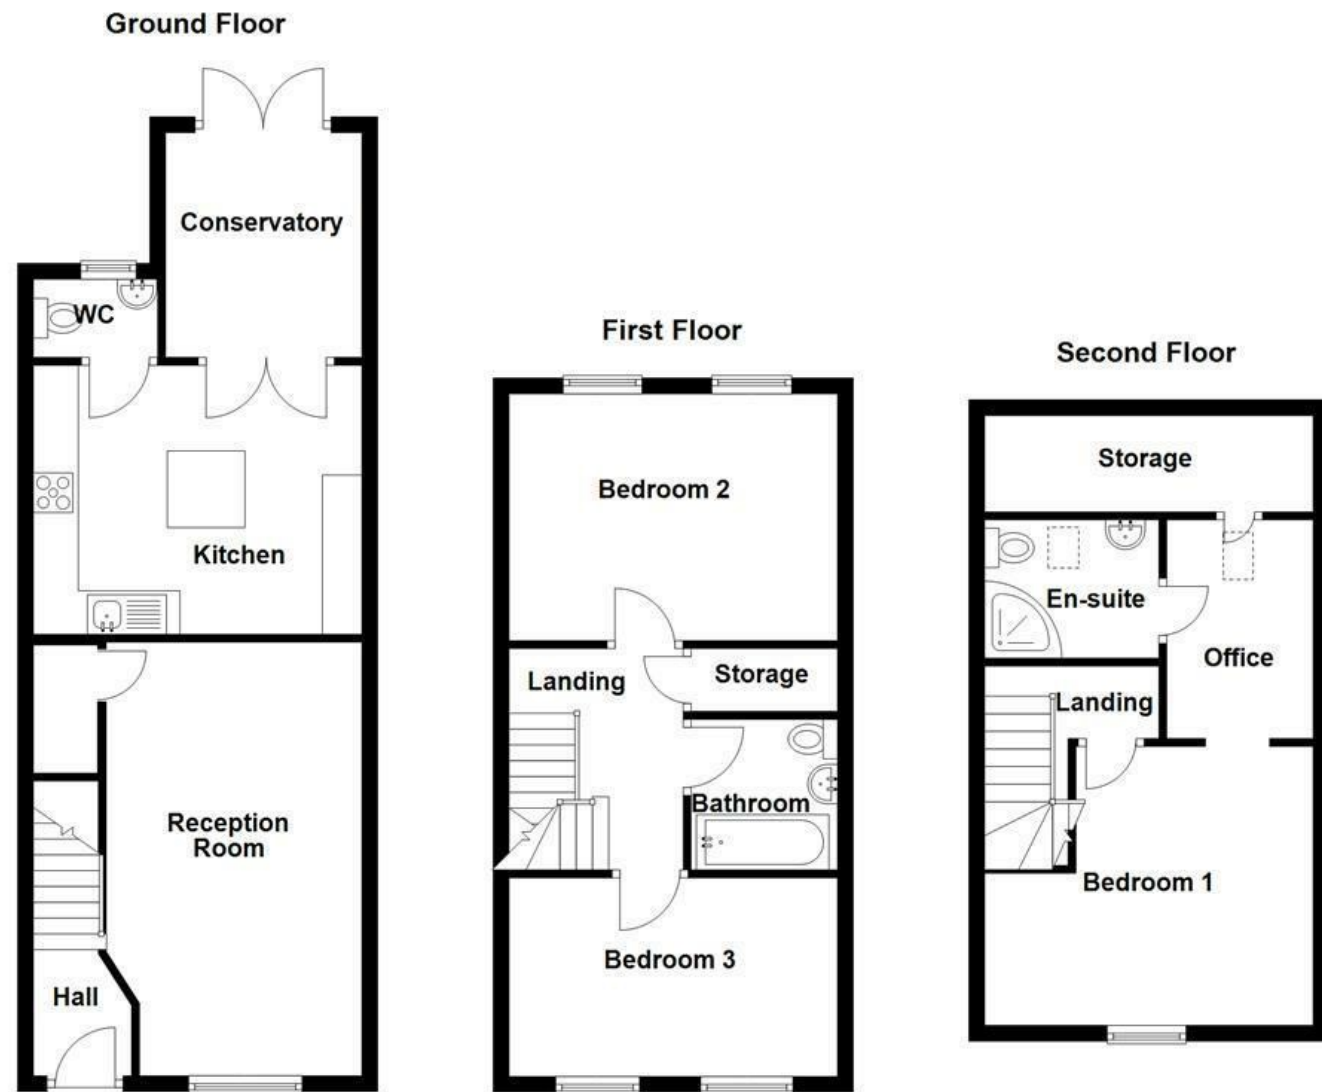 Ground Floor
Conservatory
WC
Kitchen
Reception
Room
Hall
First Floor
Bedroom 2
Landing
Storage
Bathroom
Bedroom 3
Second Floor
Storage
En-suite
Office
Landing
Bedroom 1